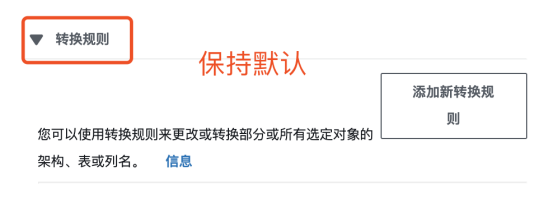 转换规则
保持默认
添加新转换规
则
您可以使用转换规则来更改或转换部分或所有选定对象的
架构、表或列名。 信息